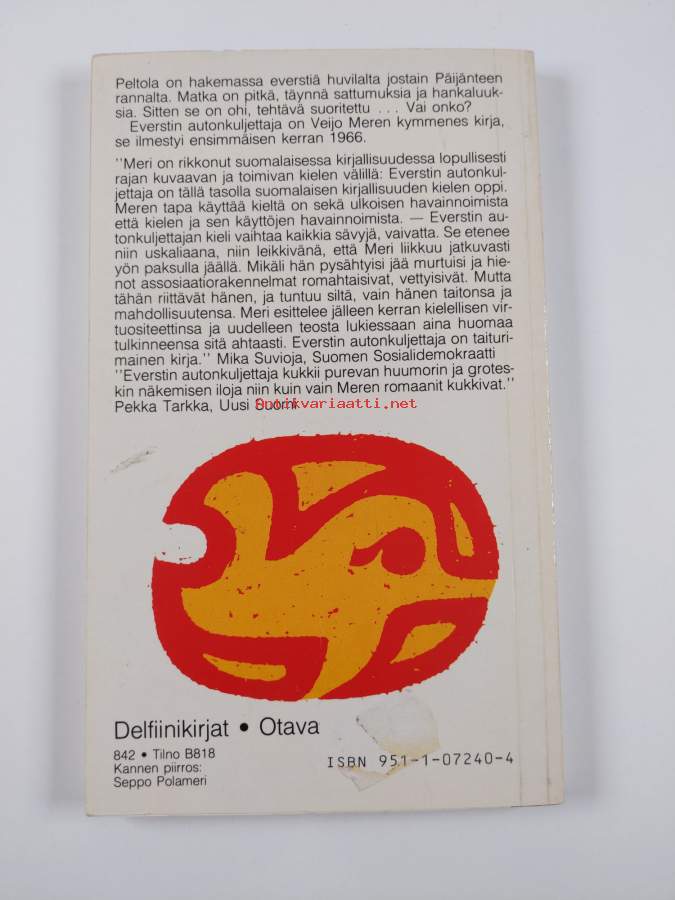 Peltola on hakemassa everstiä huvilalta jostain Päijänteen
rannalta. Matka on pitkä, täynnä sattumuksia ja hankaluuk-
sia. Sitten se on ohi, tehtävä suoritettu . . . Vai onko?
Everstin autonkuljettaja on Veijo Meren kymmenes kirja,
se ilmestyi ensimmäisen kerran 1966.
"Meri on rikkonut suomalaisessa kirjallisuudessa lopullisesti
rajan kuvaavan ja toimivan kielen välillä: Everstin autonkul-
jettaja on tällä tasolla suomalaisen kirjallisuuden kielen oppi.
Meren tapa käyttää kieltä on sekä ulkoisen havainnoimista
että kielen ja sen käyttöjen havainnoimista. — Everstin au-
tonkuljettajan kieli vaihtaa kaikkia sävyjä, vaivatta. Se etenee
niin uskaliaana, niin leikkivänä, että Meri liikkuu jatkuvasti
yön paksulla jäällä. Mikäli hän pysähtyisi jää murtuisi ja hie-
not assosiaatiorakennelmat romahtaisivat, vettyisivät. Mutta
tähän riittävät hänen, ja tuntuu siltä, vain hänen taitonsa ja
mahdollisuutensa. Meri esittelee jälleen kerran kielellisen vir-
tuositeettinsa ja uudelleen teosta lukiessaan aina huomaa
tulkinneensa sitä ahtaasti. Everstin autonkuljettaja on taituri-
mainen kirja." Mika Suvioja, Suomen Sosialidemokraatti
"Everstin autonkuljettaja kukkii purevan huumorin ja grotes-
kin näkemisen iloja niin kuin vain Meren romaanit kukkivat."
Pekka Tarkka, Uusi Suomi
Antikvariaatti.net
Delfiinikirjat • Otava
842 • Tilno B818
Kannen piirros:
Seppo Polameri
ISBN 951-1-07240-4